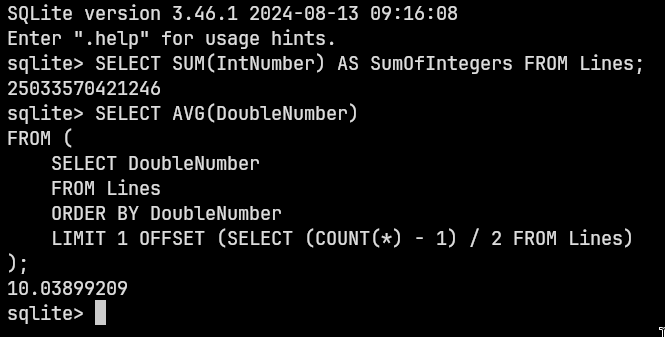 SQLite version 3.46.1 2024-08-13 09:16:08
Enter ".help" for usage hints.
sqlite> SELECT SUM(IntNumber) AS SumOfIntegers FROM Lines;
25033570421246
sqlite> SELECT AVG(DoubleNumber)
FROM (
    SELECT DoubleNumber
    FROM Lines
    ORDER BY DoubleNumber
    LIMIT 1 OFFSET (SELECT (COUNT(*) - 1) / 2 FROM Lines)
);
10.03899209
sqlite>